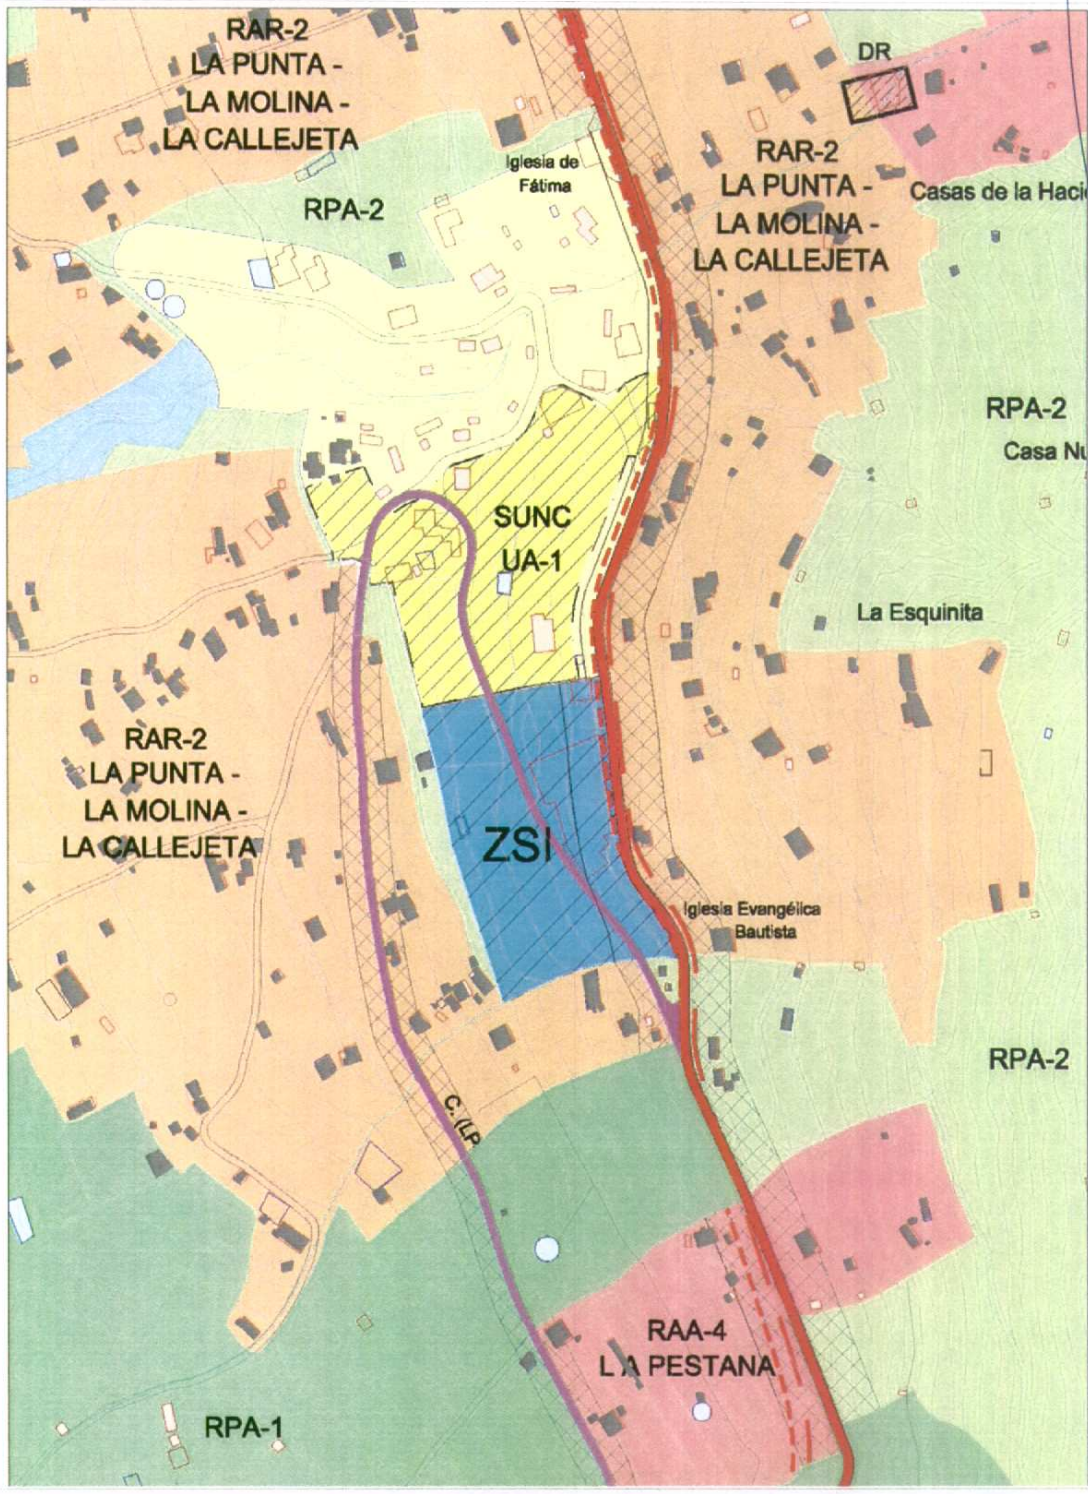 RAR-2
LA PUNTA -
LA MOLINA -
LA CALLEJETA
DR
Iglesia de
Fátima
RAR-2
LA PUNTA -
LA MOLINA -
LA CALLEJETA
RPA-2
Casas de la Haci
RPA-2
Casa Nu
SUNC
UA-1
La Esquinita
RAR-2
LA PUNTA -
LA MOLINA -
LA CALLEJETA
ZSI
Iglesia Evangélica
Bautista
RPA-2
C. (LP
RAA-4
LA PESTANA
RPA-1